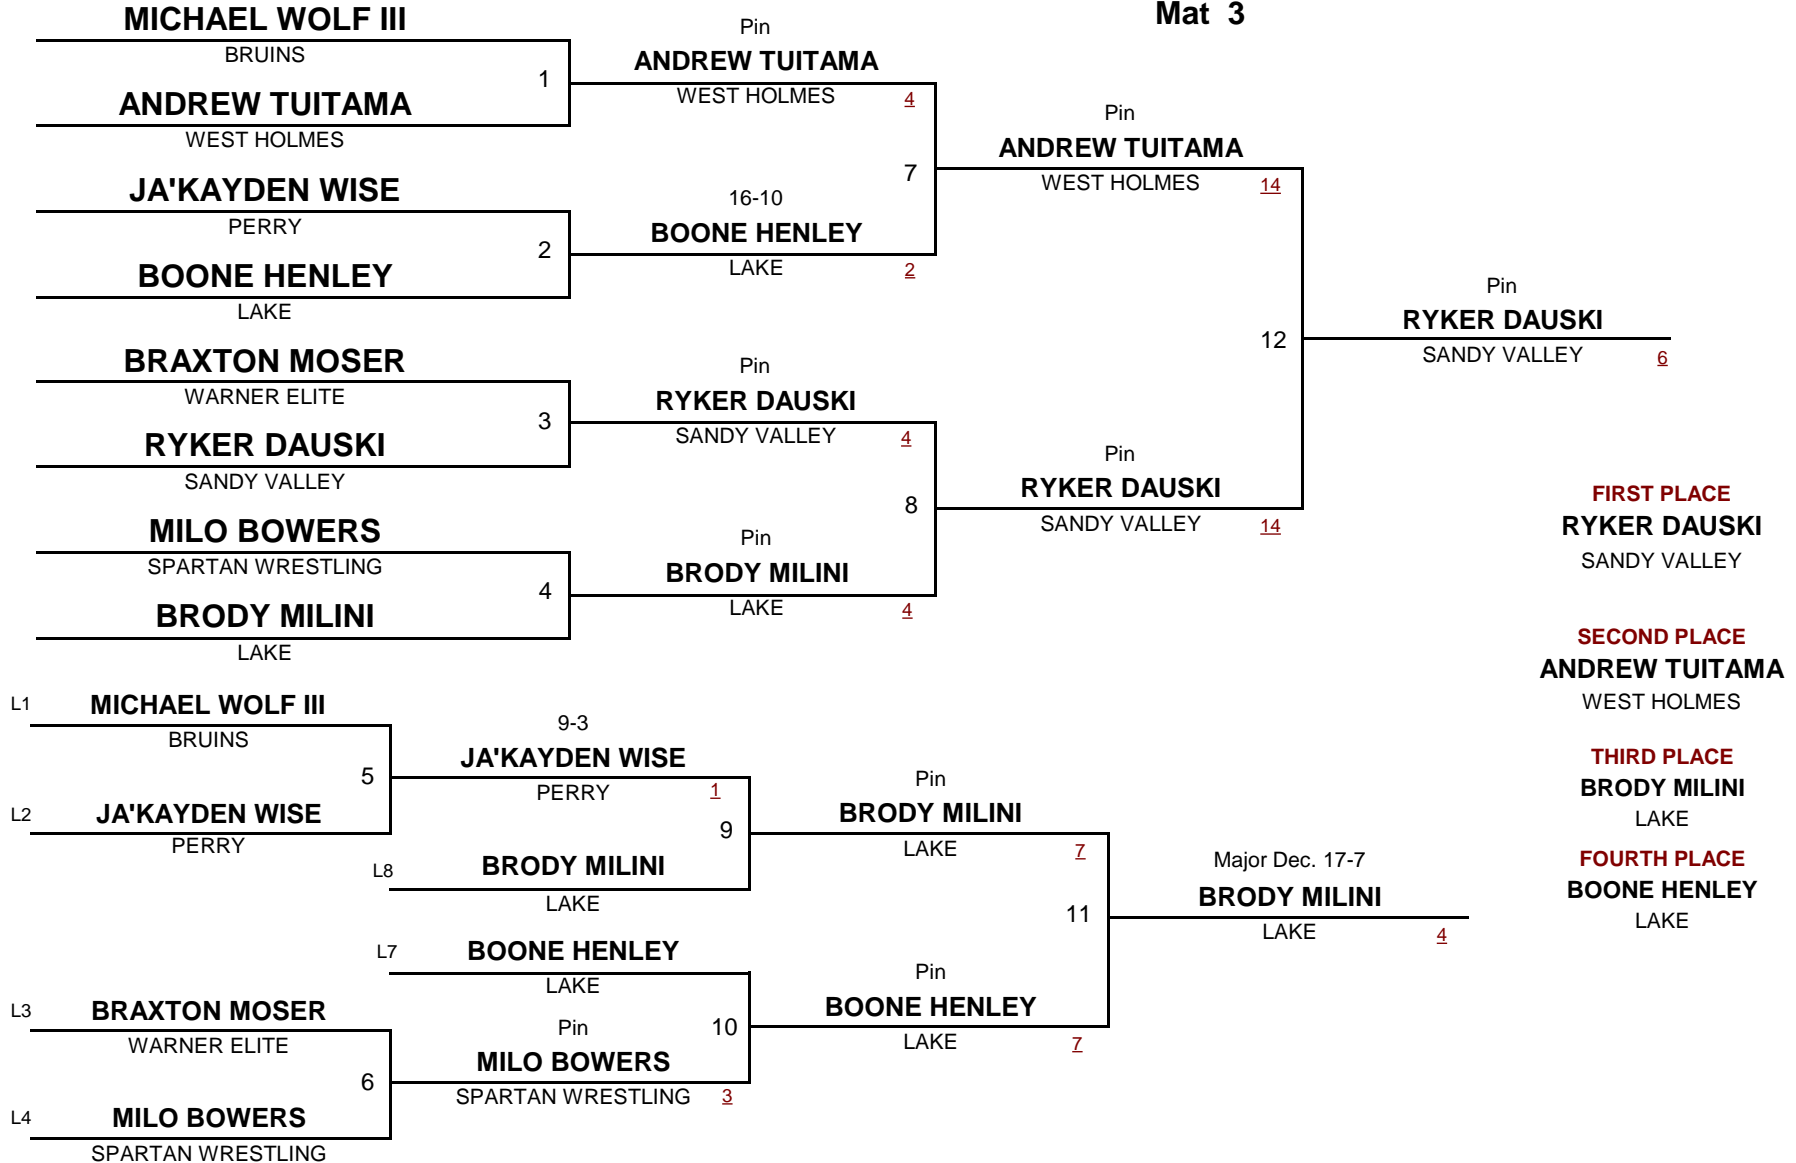 Mat 3
MICHAEL WOLF III
BRUINS
1
ANDREW TUITAMA
WEST HOLMES
JA'KAYDEN WISE
PERRY
2
BOONE HENLEY
LAKE
BRAXTON MOSER
WARNER ELITE
3
RYKER DAUSKI
SANDY VALLEY
MILO BOWERS
SPARTAN WRESTLING
4
BRODY MILINI
LAKE
Pin
ANDREW TUITAMA
WEST HOLMES 4
7
16-10
BOONE HENLEY
LAKE 2
Pin
RYKER DAUSKI
SANDY VALLEY 4
8
Pin
BRODY MILINI
LAKE 4
Pin
ANDREW TUITAMA
WEST HOLMES 14
12
Pin
RYKER DAUSKI
SANDY VALLEY 14
Pin
RYKER DAUSKI
SANDY VALLEY 6
L1 MICHAEL WOLF III
BRUINS
5
L2 JA'KAYDEN WISE
PERRY
9-3
JA'KAYDEN WISE
PERRY 1
9
L8 BRODY MILINI
LAKE
L7 BOONE HENLEY
LAKE
10
L3 BRAXTON MOSER
WARNER ELITE
6
L4 MILO BOWERS
SPARTAN WRESTLING
Pin
MILO BOWERS
SPARTAN WRESTLING 3
Pin
BRODY MILINI
LAKE 7
11
Pin
BOONE HENLEY
LAKE 7
Major Dec. 17-7
BRODY MILINI
LAKE 4
FIRST PLACE
RYKER DAUSKI
SANDY VALLEY
SECOND PLACE
ANDREW TUITAMA
WEST HOLMES
THIRD PLACE
BRODY MILINI
LAKE
FOURTH PLACE
BOONE HENLEY
LAKE